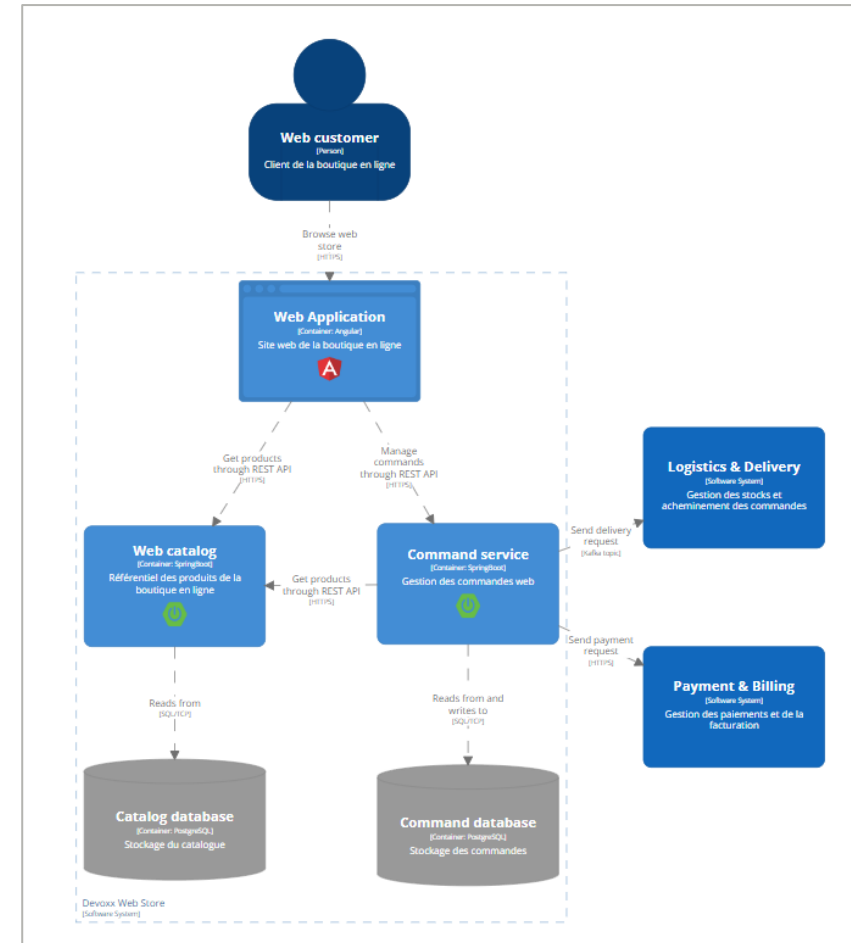 Web customer
[Person]
Client de la boutique en ligne
Browse web
store
[HTTPS]
Web Application
[Container: Angular]
Site web de la boutique en ligne
Get products
through REST API
[HTTPS]
Manage
commands
through REST API
[HTTPS]
Logistics & Delivery
[Software System]
Gestion des stocks et
acheminement des commandes
Send delivery
request
[Kafka topic]
Web catalog
[Container: SpringBoot]
Référentiel des produits de la
boutique en ligne
Get products
through REST API
[HTTPS]
Command service
[Container: SpringBoot]
Gestion des commandes web
Send payment
request
[HTTPS]
Payment & Billing
[Software System]
Gestion des paiements et de la
facturation
Reads from
[SQL/TCP]
Reads from and
writes to
[SQL/TCP]
Catalog database
[Container: PostgreSQL]
Stockage du catalogue
Command database
[Container: PostgreSQL]
Stockage des commandes
Devoxx Web Store
[Software System]